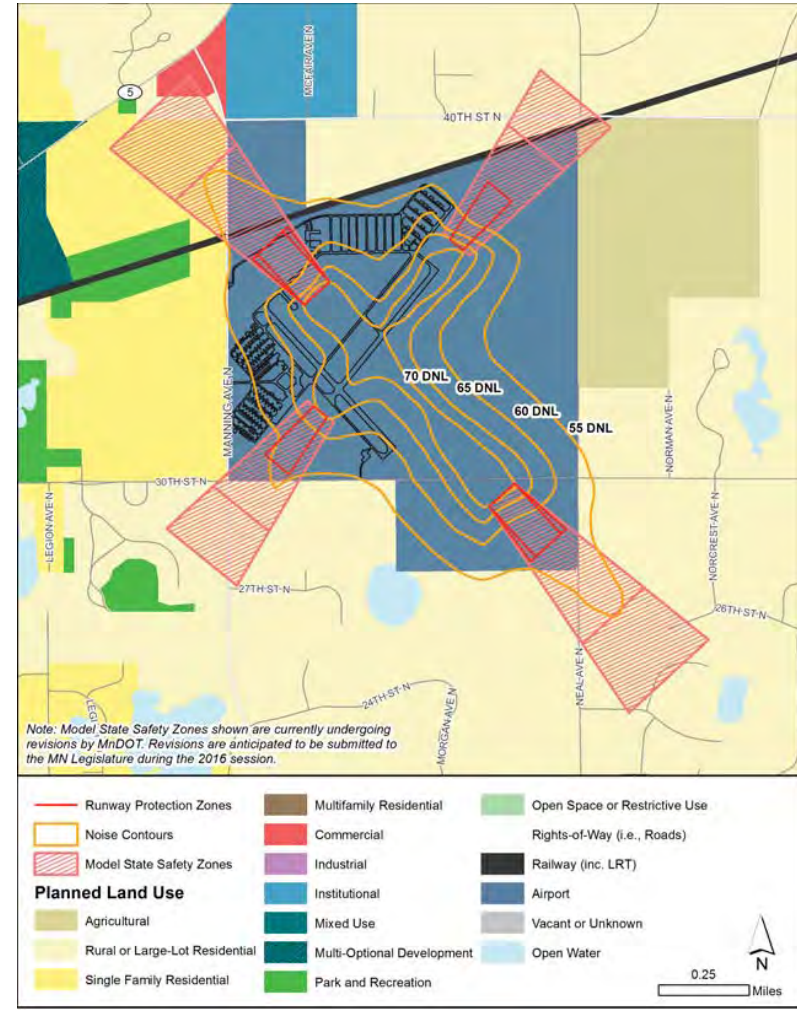 MCFAIR AVE N
5
40TH ST N
70 DNL
65 DNL
60 DNL
55 DNL
MANNING AVE N
NORMAN AVE N
30TH ST N
LEGION AVE N
NORCREST AVE N
27TH ST N
26TH ST N
NEAL AVE N
24TH ST N
MORGAN AVE N
LEGI
Note: Model State Safety Zones shown are currently undergoing
revisions by MnDOT. Revisions are anticipated to be submitted to
the MN Legislature during the 2016 session.
Runway Protection Zones
Noise Contours
Model State Safety Zones
Planned Land Use
Agricultural
Rural or Large-Lot Residential
Single Family Residential
Multifamily Residential
Commercial
Industrial
Institutional
Mixed Use
Multi-Optional Development
Park and Recreation
Open Space or Restrictive Use
Rights-of-Way (i.e., Roads)
Railway (inc. LRT)
Airport
Vacant or Unknown
Open Water
N
0.25
Miles